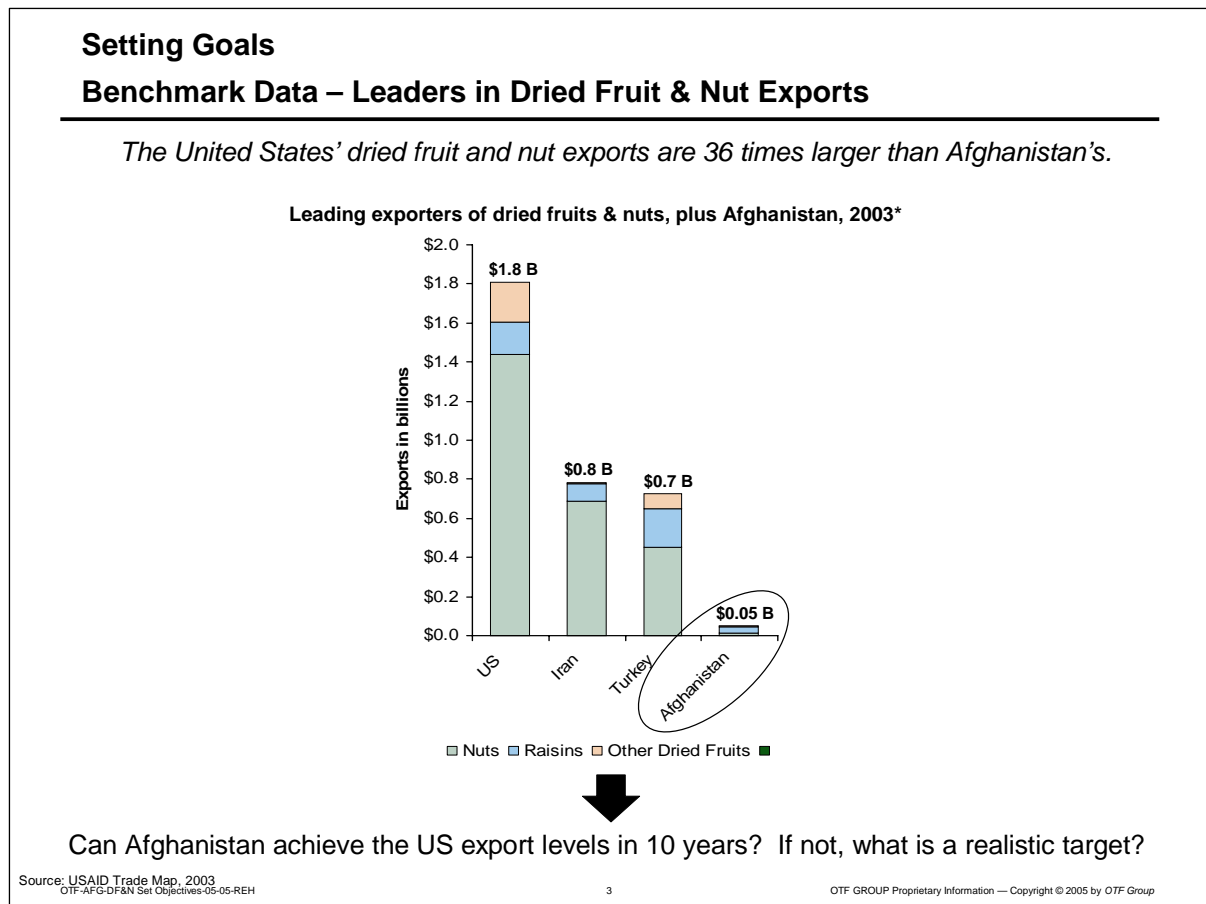 Setting Goals
Benchmark Data – Leaders in Dried Fruit & Nut Exports
The United States’ dried fruit and nut exports are 36 times larger than Afghanistan’s.
Leading exporters of dried fruits & nuts, plus Afghanistan, 2003*
Exports in billions
$2.0
$1.8
$1.6
$1.4
$1.2
$1.0
$0.8
$0.6
$0.4
$0.2
$0.0
$1.8 B
$0.8 B
$0.7 B
$0.05 B
US
Iran
Turkey
Afghanistan
Nuts Raisins Other Dried Fruits
Can Afghanistan achieve the US export levels in 10 years? If not, what is a realistic target?
Source: USAID Trade Map, 2003
OTF-AFG-DF&N Set Objectives-05-05-REH
3
OTF GROUP Proprietary Information — Copyright © 2005 by OTF Group